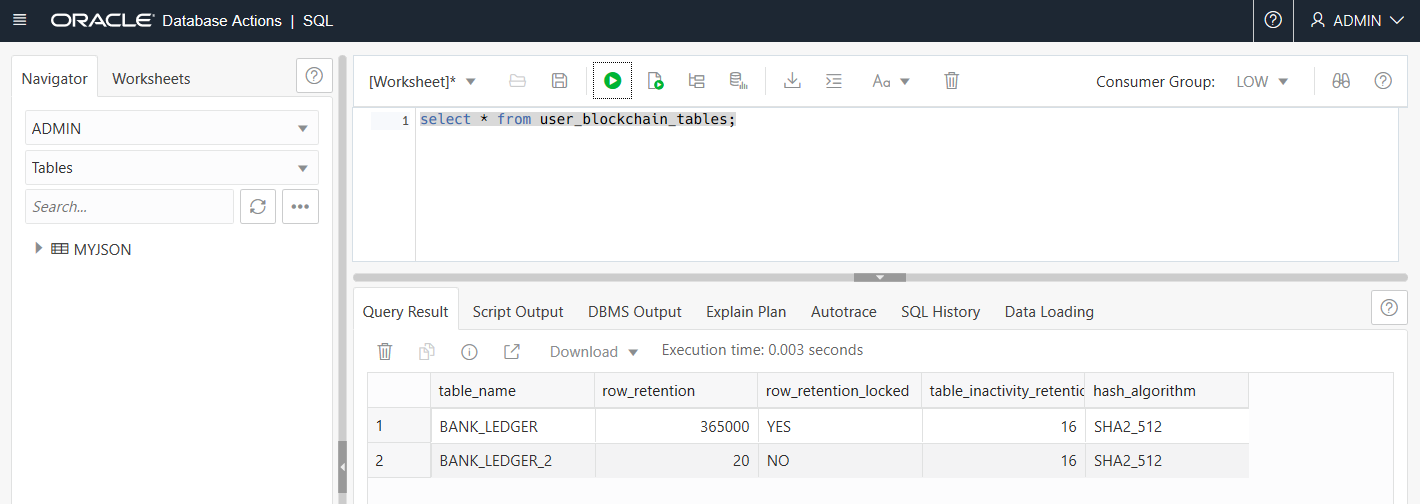 ORACLE Database Actions | SQL
ADMIN
Navigator
Worksheets
ADMIN
Tables
Search...
MYJSON
[Worksheet]*
Aa
Consumer Group:
LOW
1
select * from user_blockchain_tables;
Query Result
Script Output
DBMS Output
Explain Plan
Autotrace
SQL History
Data Loading
Download
Execution time: 0.003 seconds
table_name row_retention row_retention_locked table_inactivity_retentic hash_algorithm
1 BANK_LEDGER 365000 YES 16 SHA2_512
2 BANK_LEDGER_2 20 NO 16 SHA2_512